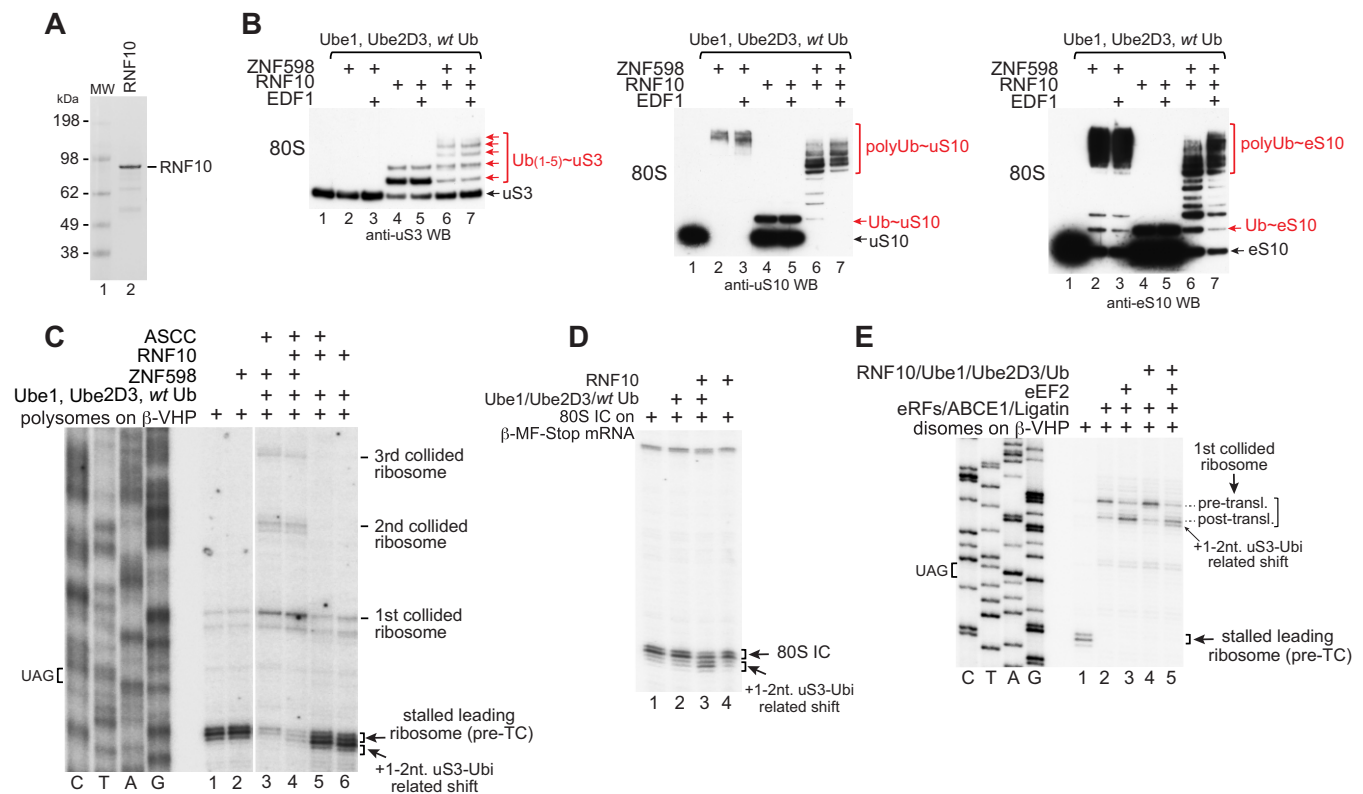 A
MW
RNF10
kDa
198
98
62
49
38
RNF10
1 2
B
Ube1, Ube2D3, wt Ub
ZNF598 + + + +
RNF10 + + + +
EDF1 + + +
80S
Ub(1-5)~uS3
uS3
1 2 3 4 5 6 7
anti-uS3 WB
Ube1, Ube2D3, wt Ub
ZNF598 + + + +
RNF10 + + + +
EDF1 + + +
80S
polyUb~uS10
Ub~uS10
uS10
1 2 3 4 5 6 7
anti-uS10 WB
Ube1, Ube2D3, wt Ub
ZNF598 + + + +
RNF10 + + + +
EDF1 + + +
80S
polyUb~eS10
Ub~eS10
eS10
1 2 3 4 5 6 7
anti-eS10 WB
C
ASCC + + +
RNF10 + + +
ZNF598 + + +
Ube1, Ube2D3, wt Ub + + + +
polysomes on β-VHP + + + + + +
3rd collided
ribosome
2nd collided
ribosome
1st collided
ribosome
UAG
stalled leading
ribosome (pre-TC)
+1-2nt. uS3-Ubi
related shift
C T A G 1 2 3 4 5 6
D
RNF10 + +
Ube1/Ube2D3/wt Ub + +
80S IC on + + + +
β-MF-Stop mRNA
80S IC
+1-2nt. uS3-Ubi
related shift
1 2 3 4
E
RNF10/Ube1/Ube2D3/Ub + +
eEF2 + +
eRFs/ABCE1/Ligatin + + + +
disomes on β-VHP + + + + +
1st collided
ribosome
pre-transl.
post-transl.
+1-2nt. uS3-Ubi
related shift
UAG
stalled leading
ribosome (pre-TC)
C T A G 1 2 3 4 5